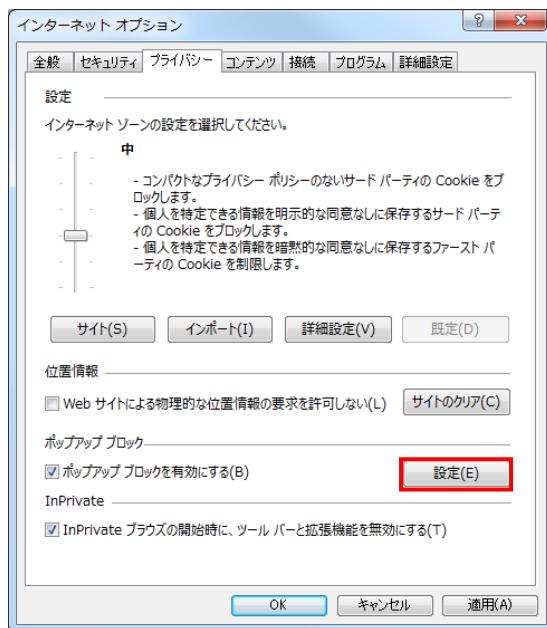 インターネット オプション
全般 セキュリティ プライバシー コンテンツ 接続 プログラム 詳細設定
設定
インターネット ゾーンの設定を選択してください。
中
- コンパクトなプライバシー ポリシーのないサード パーティの Cookie をブ
ロックします。
- 個人を特定できる情報を明示的な同意なしに保存するサード パーテ
ィの Cookie をブロックします。
- 個人を特定できる情報を暗黙的な同意なしに保存するファースト パ
ーティの Cookie を制限します。
サイト(S) インポート(I) 詳細設定(V) 既定(D)
位置情報
Web サイトによる物理的な位置情報の要求を許可しない(L) サイトのクリア(C)
ポップアップ ブロック
ポップアップ ブロックを有効にする(B) 設定(E)
InPrivate
InPrivate ブラウズの開始時に、ツール バーと拡張機能を無効にする(T)
OK キャンセル 適用(A)